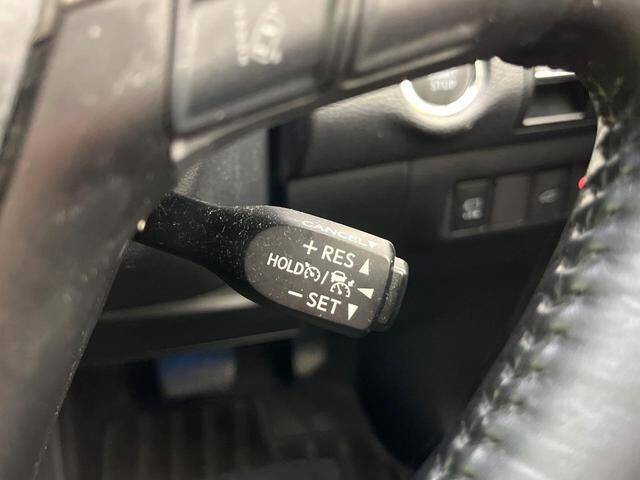 STOP
CANCEL
+ RES
HOLD /
− SET